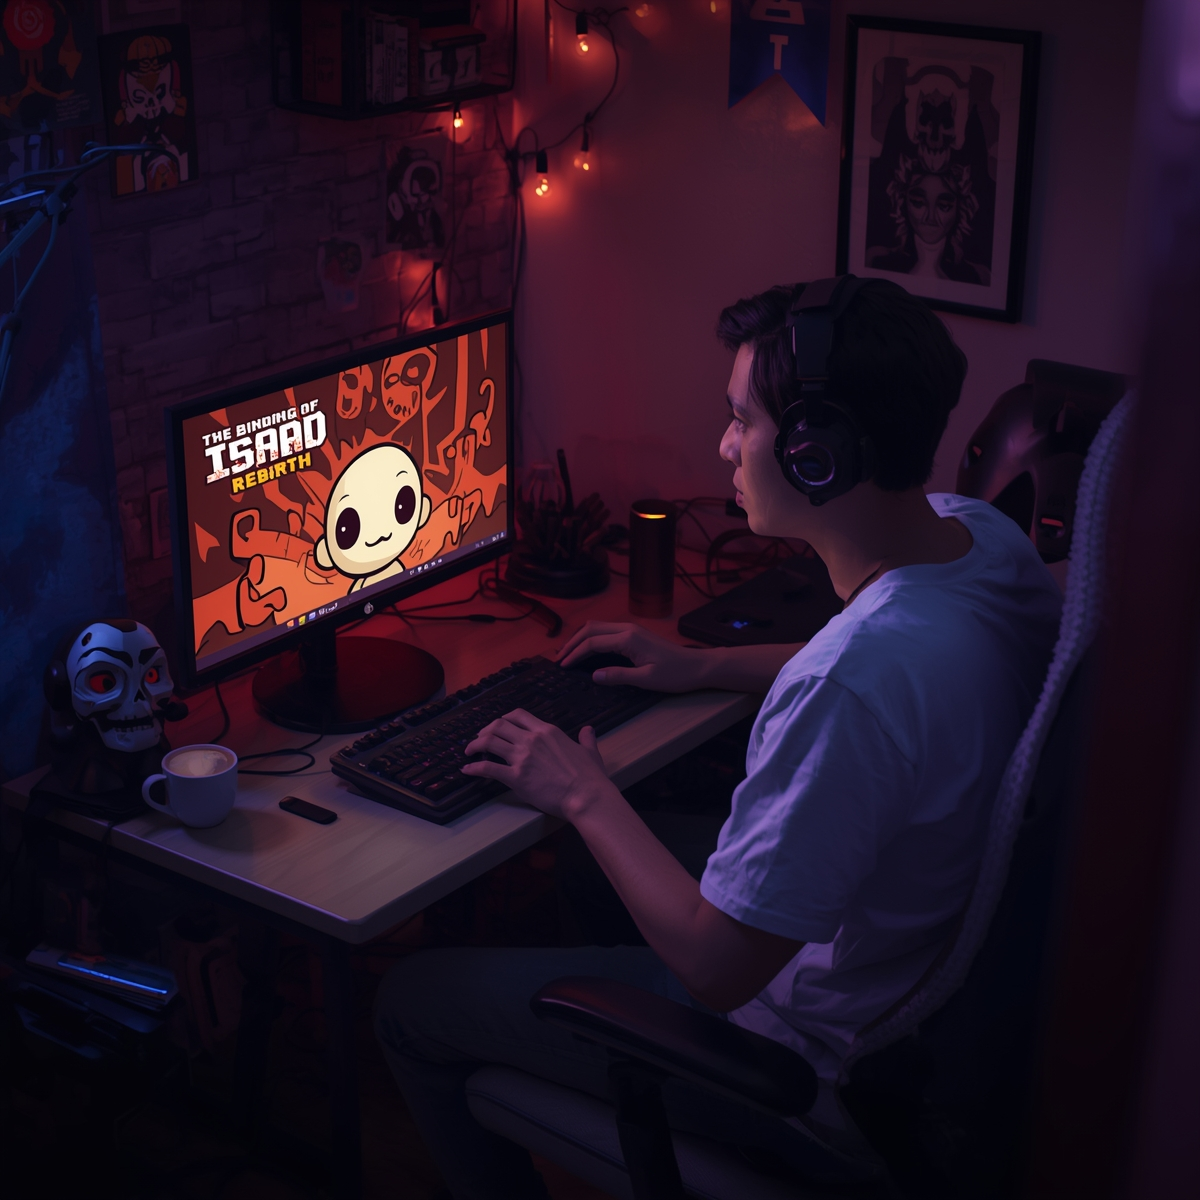 THE BINDING OF
ISAAD
REBIRTH
T